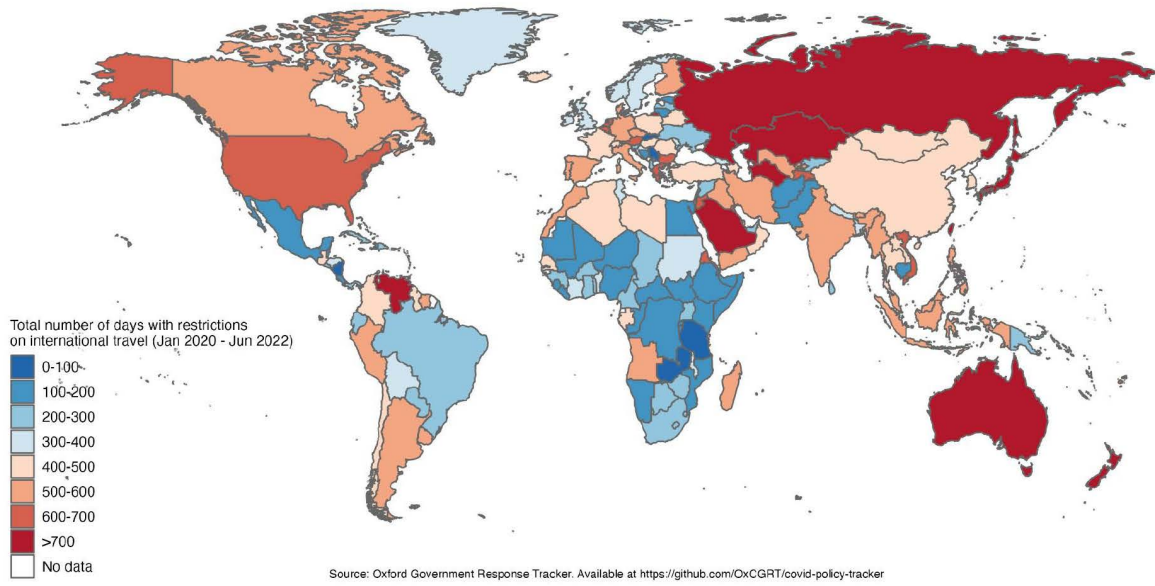 Total number of days with restrictions
on international travel (Jan 2020 - Jun 2022)
0-100
100-200
200-300
300-400
400-500
500-600
600-700
>700
No data
Source: Oxford Government Response Tracker. Available at https://github.com/OxCGRT/covid-policy-tracker